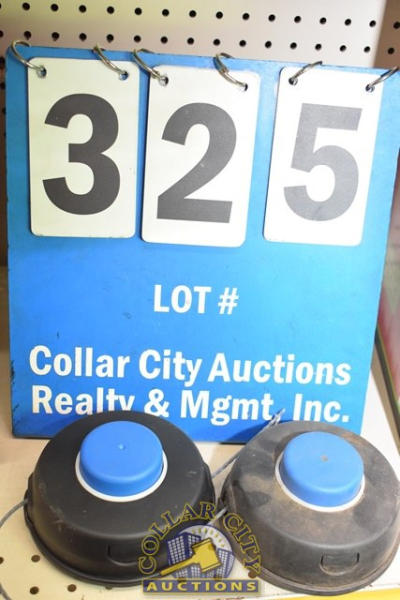 325
LOT #
Collar City Auctions
Realty & Mgmt, Inc.
COLLAR CITY
AUCTIONS